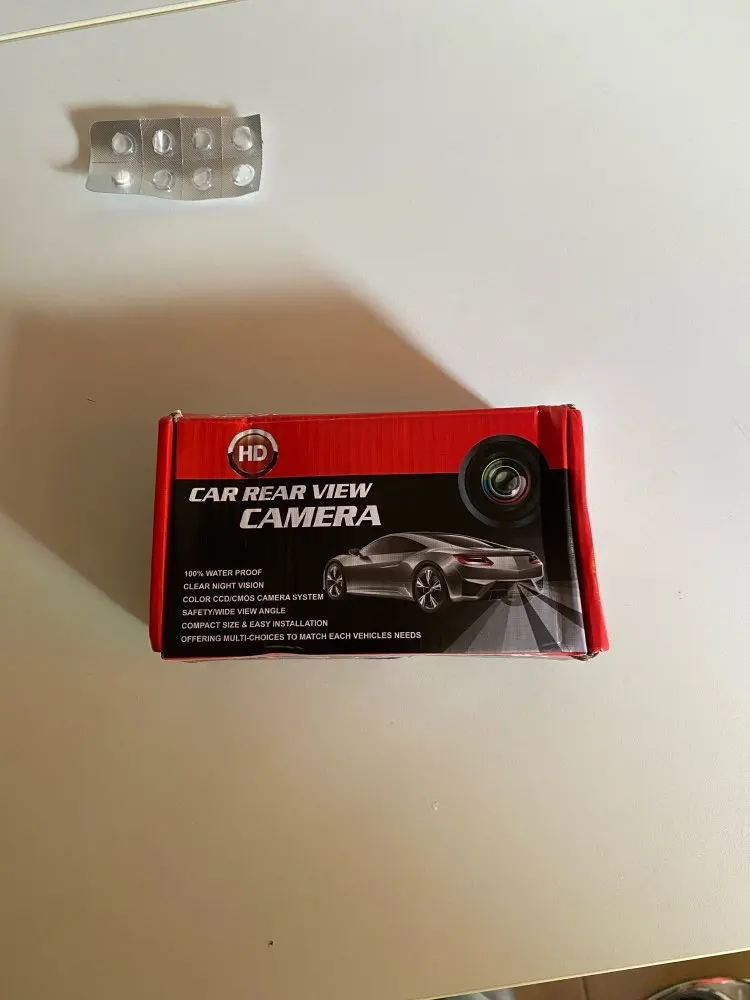 HD
CAR REAR VIEW
CAMERA
100% WATER PROOF
CLEAR NIGHT VISION
COLOR CCD/CMOS CAMERA SYSTEM
SAFETY/WIDE VIEW ANGLE
COMPACT SIZE & EASY INSTALLATION
OFFERING MULTI-CHOICES TO MATCH EACH VEHICLES NEEDS